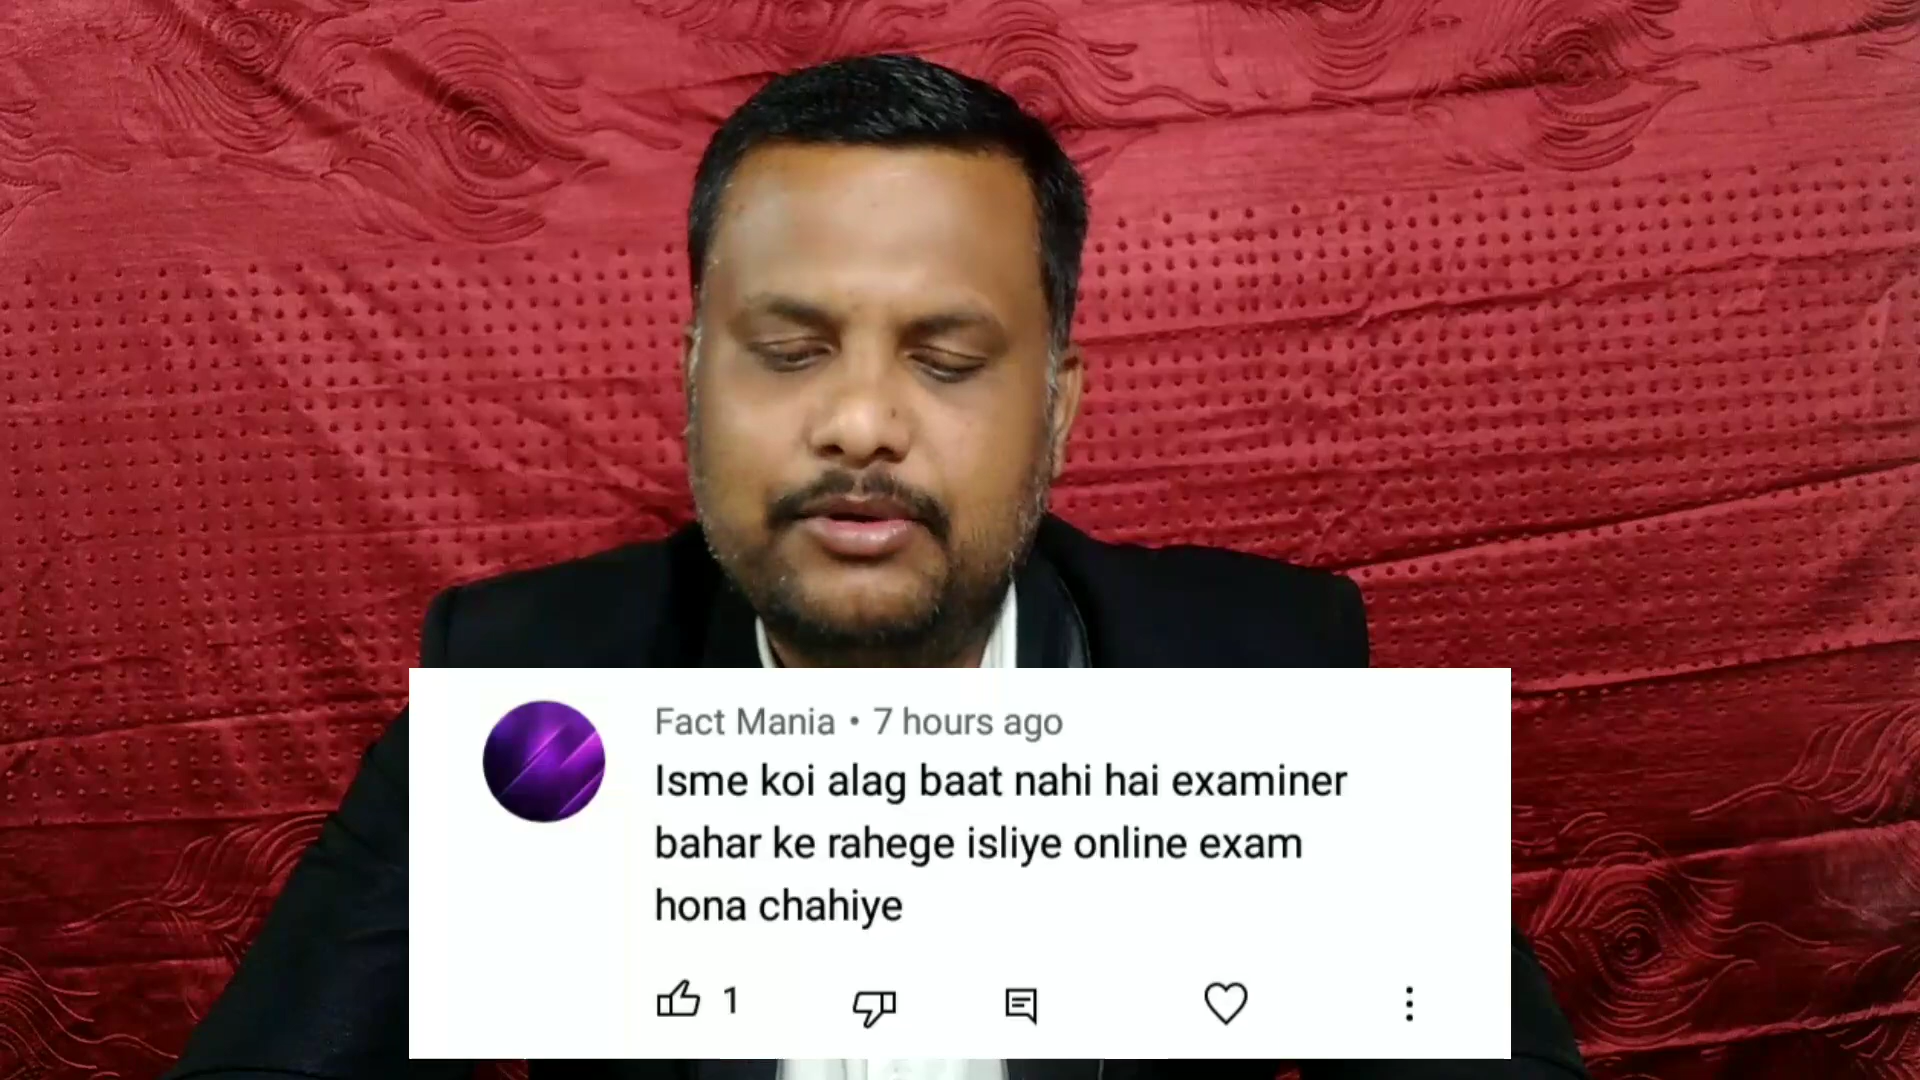 Fact Mania • 7 hours ago
Isme koi alag baat nahi hai examiner
bahar ke rahege isliye online exam
hona chahiye
1